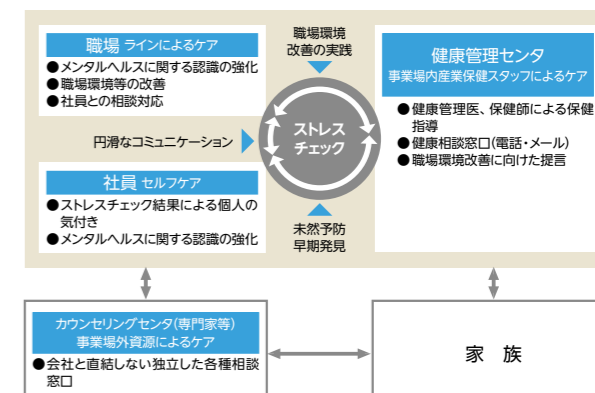 職場 ラインによるケア
●メンタルヘルスに関する認識の強化
●職場環境等の改善
●社員との相談対応
職場環境
改善の実践
健康管理センタ
事業場内産業保健スタッフによるケア
●健康管理医、保健師による保健
指導
●健康相談窓口(電話・メール)
●職場環境改善に向けた提言
円滑なコミュニケーション
ストレス
チェック
社員 セルフケア
●ストレスチェック結果による個人の
気付き
●メンタルヘルスに関する認識の強化
未然予防
早期発見
カウンセリングセンタ(専門家等)
事業場外資源によるケア
●会社と直結しない独立した各種相談
窓口
家 族